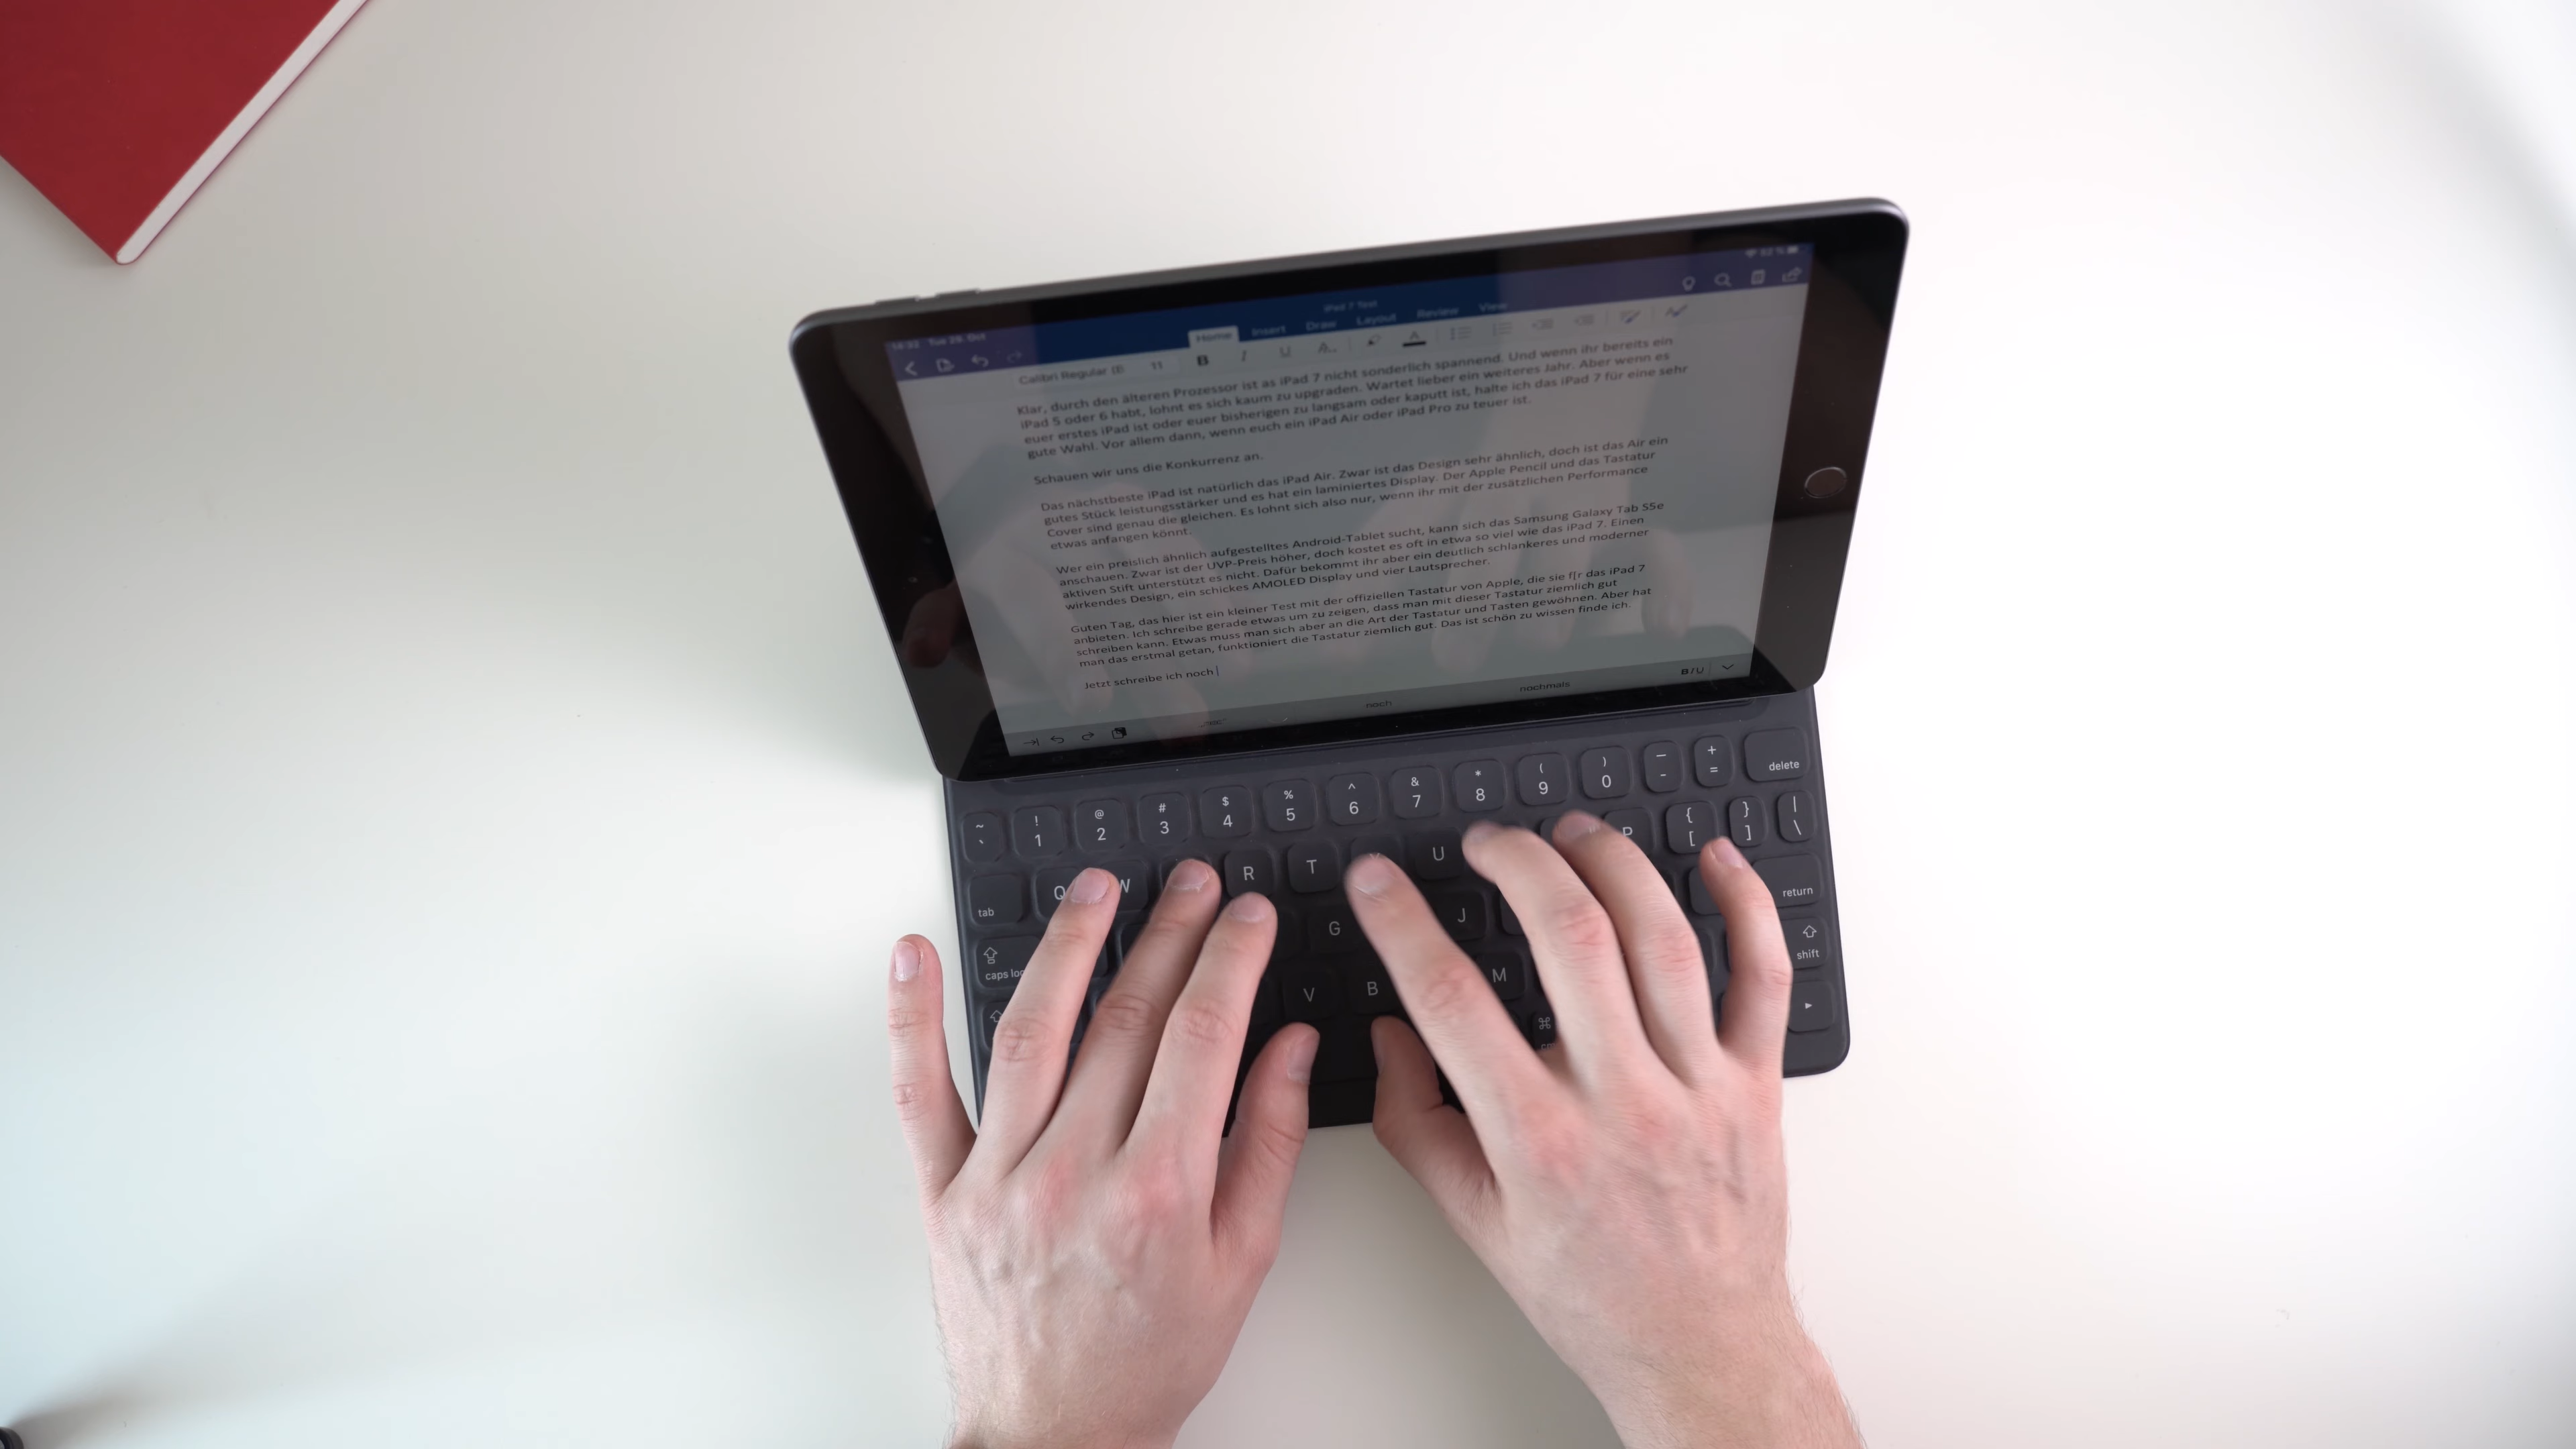 14:32 Tue 29. Oct
iPad 7 Test
Home Insert Draw Layout Review View
Calibri Regular 11 B I U A A
Klar, durch den älteren Prozessor ist as iPad 7 nicht sonderlich spannend. Und wenn ihr bereits ein
iPad 5 oder 6 habt, lohnt es sich kaum zu upgraden. Wartet lieber ein weiteres Jahr. Aber wenn es
euer erstes iPad ist oder euer bisherigen zu langsam oder kaputt ist, halte ich das iPad 7 für eine sehr
gute Wahl. Vor allem dann, wenn euch ein iPad Air oder iPad Pro zu teuer ist.
Schauen wir uns die Konkurrenz an.
Das nächstbeste iPad ist natürlich das iPad Air. Zwar ist das Design sehr ähnlich, doch ist das Air ein
gutes Stück leistungsstärker und es hat ein laminiertes Display. Der Apple Pencil und das Tastatur
Cover sind genau die gleichen. Es lohnt sich also nur, wenn ihr mit der zusätzlichen Performance
etwas anfangen könnt.
Wer ein preislich ähnlich aufgestelltes Android-Tablet sucht, kann sich das Samsung Galaxy Tab S5e
anschauen. Zwar ist der UVP-Preis höher, doch kostet es oft in etwa so viel wie das iPad 7. Einen
aktiven Stift unterstützt es nicht. Dafür bekommt ihr aber ein deutlich schlankeres und moderner
wirkendes Design, ein schickes AMOLED Display und vier Lautsprecher.
Guten Tag, das hier ist ein kleiner Test mit der offiziellen Tastatur von Apple, die sie f[r das iPad 7
anbieten. Ich schreibe gerade etwas um zu zeigen, dass man mit dieser Tastatur ziemlich gut
schreiben kann. Etwas muss man sich aber an die Art der Tastatur und Tasten gewöhnen. Aber hat
man das erstmal getan, funktioniert die Tastatur ziemlich gut. Das ist schön zu wissen finde ich.
Jetzt schreibe ich noch
noch nochmals B I U
~ ! @ # $ % ^ & * ( ) — +
` 1 2 3 4 5 6 7 8 9 0 - = delete
tab Q W R T U P { [ } ] | \
caps G J return
V B M shift
⌘